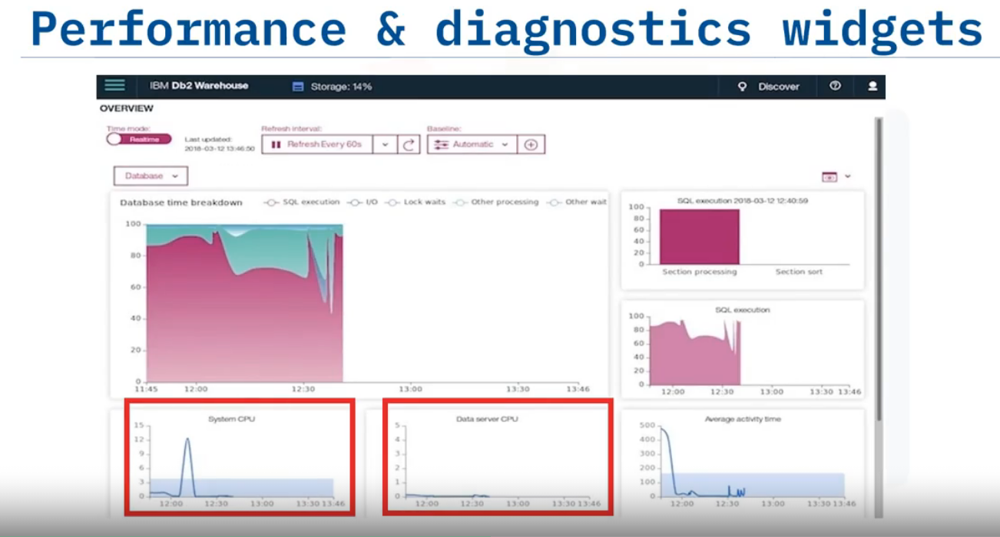 Performance & diagnostics widgets
IBM Db2 Warehouse
Storage: 14%
Discover
OVERVIEW
Time mode:
Realtime
Last updated:
2018-03-12 13:46:50
Refresh interval:
Refresh Every 60s
Baseline:
Automatic
Database
Database time breakdown
SQL execution
I/O
Lock waits
Other processing
Other wait
100
80
60
40
20
0
11:45 12:00 12:30 13:00 13:30 13:46
SQL execution 2018-03-12 12:40:59
100
80
60
40
20
0
Section processing Section sort
SQL execution
100
80
60
40
20
0
12:00 12:30 13:00 13:30 13:46
System CPU
15
12
9
6
3
0
12:00 12:30 13:00 13:30 13:46
Data server CPU
5
4
3
2
1
0
12:00 12:30 13:00 13:30 13:46
Average activity time
500
400
300
200
100
0
12:00 12:30 13:00 13:30 13:46